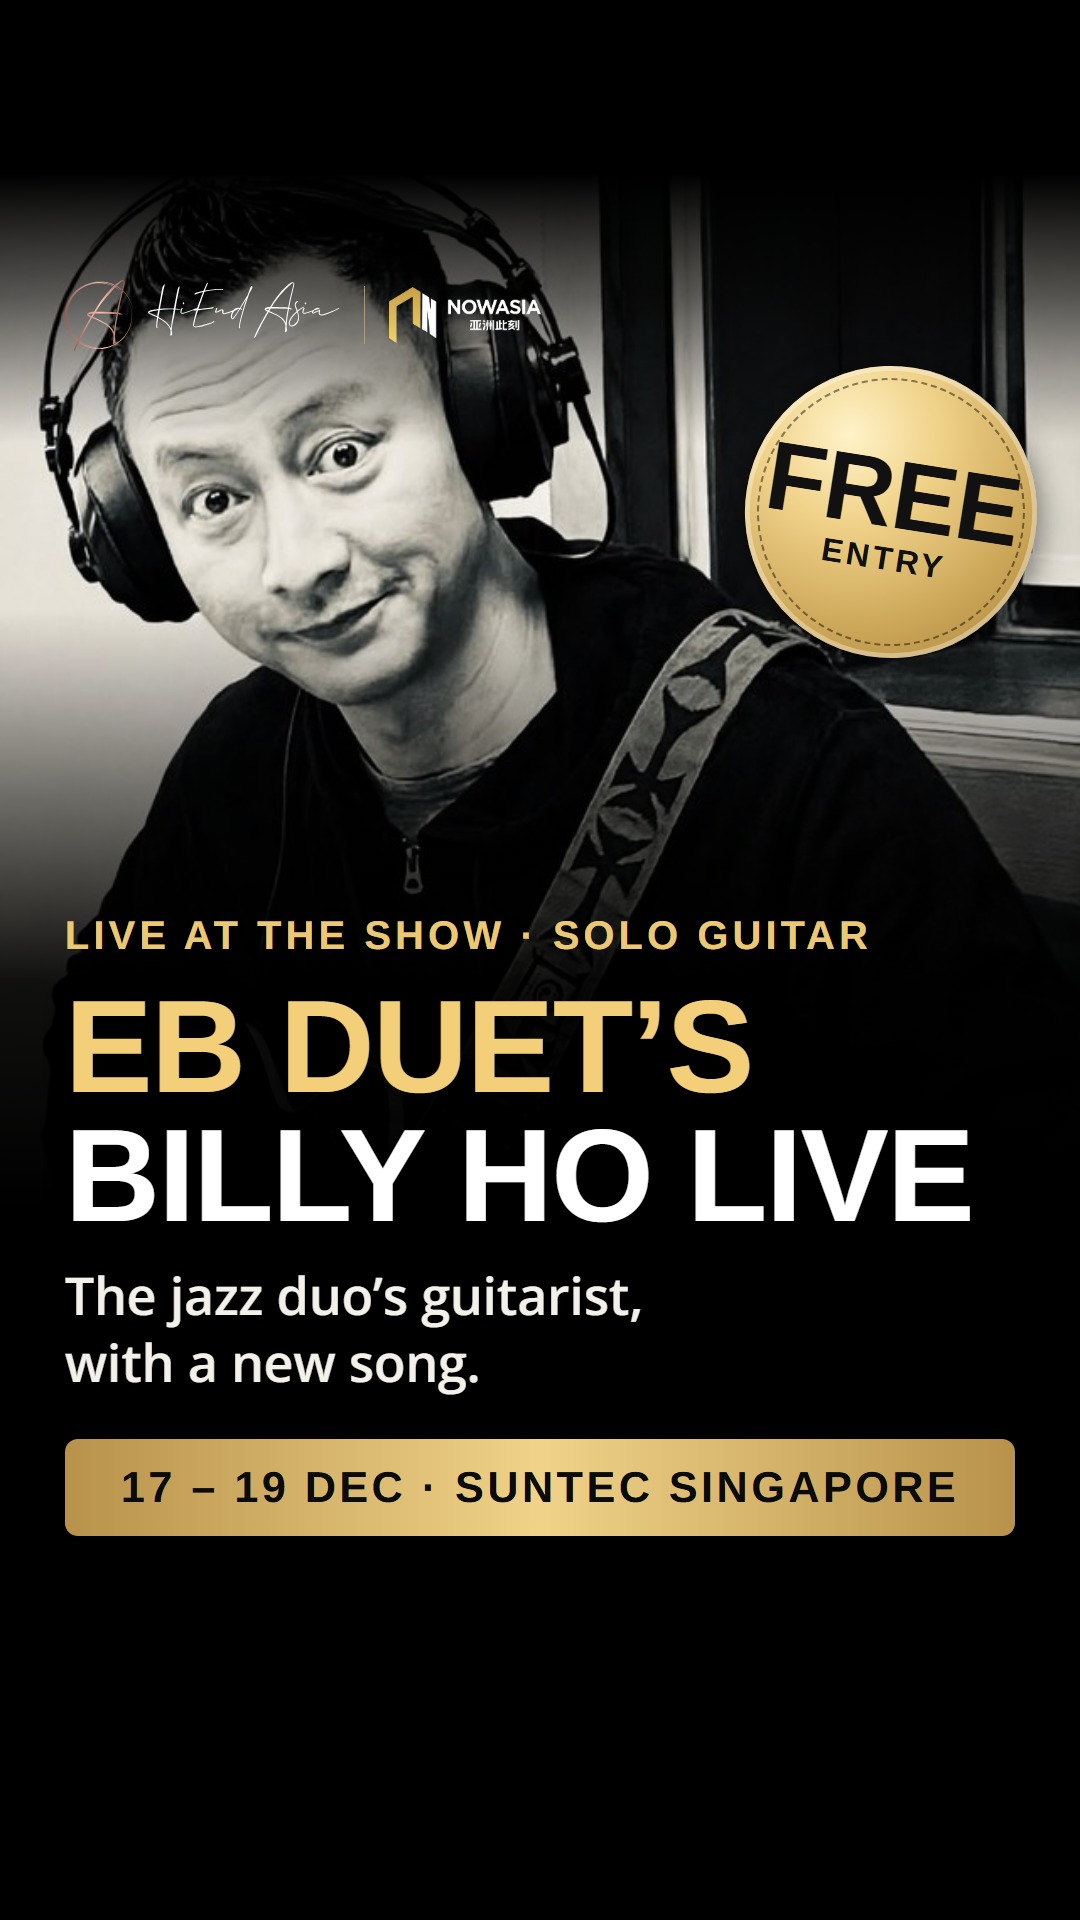 HiEnd Asia
NOWASIA
亚洲此刻
FREE
ENTRY
LIVE AT THE SHOW · SOLO GUITAR
EB DUET’S
BILLY HO LIVE
The jazz duo’s guitarist,
with a new song.
17 – 19 DEC · SUNTEC SINGAPORE